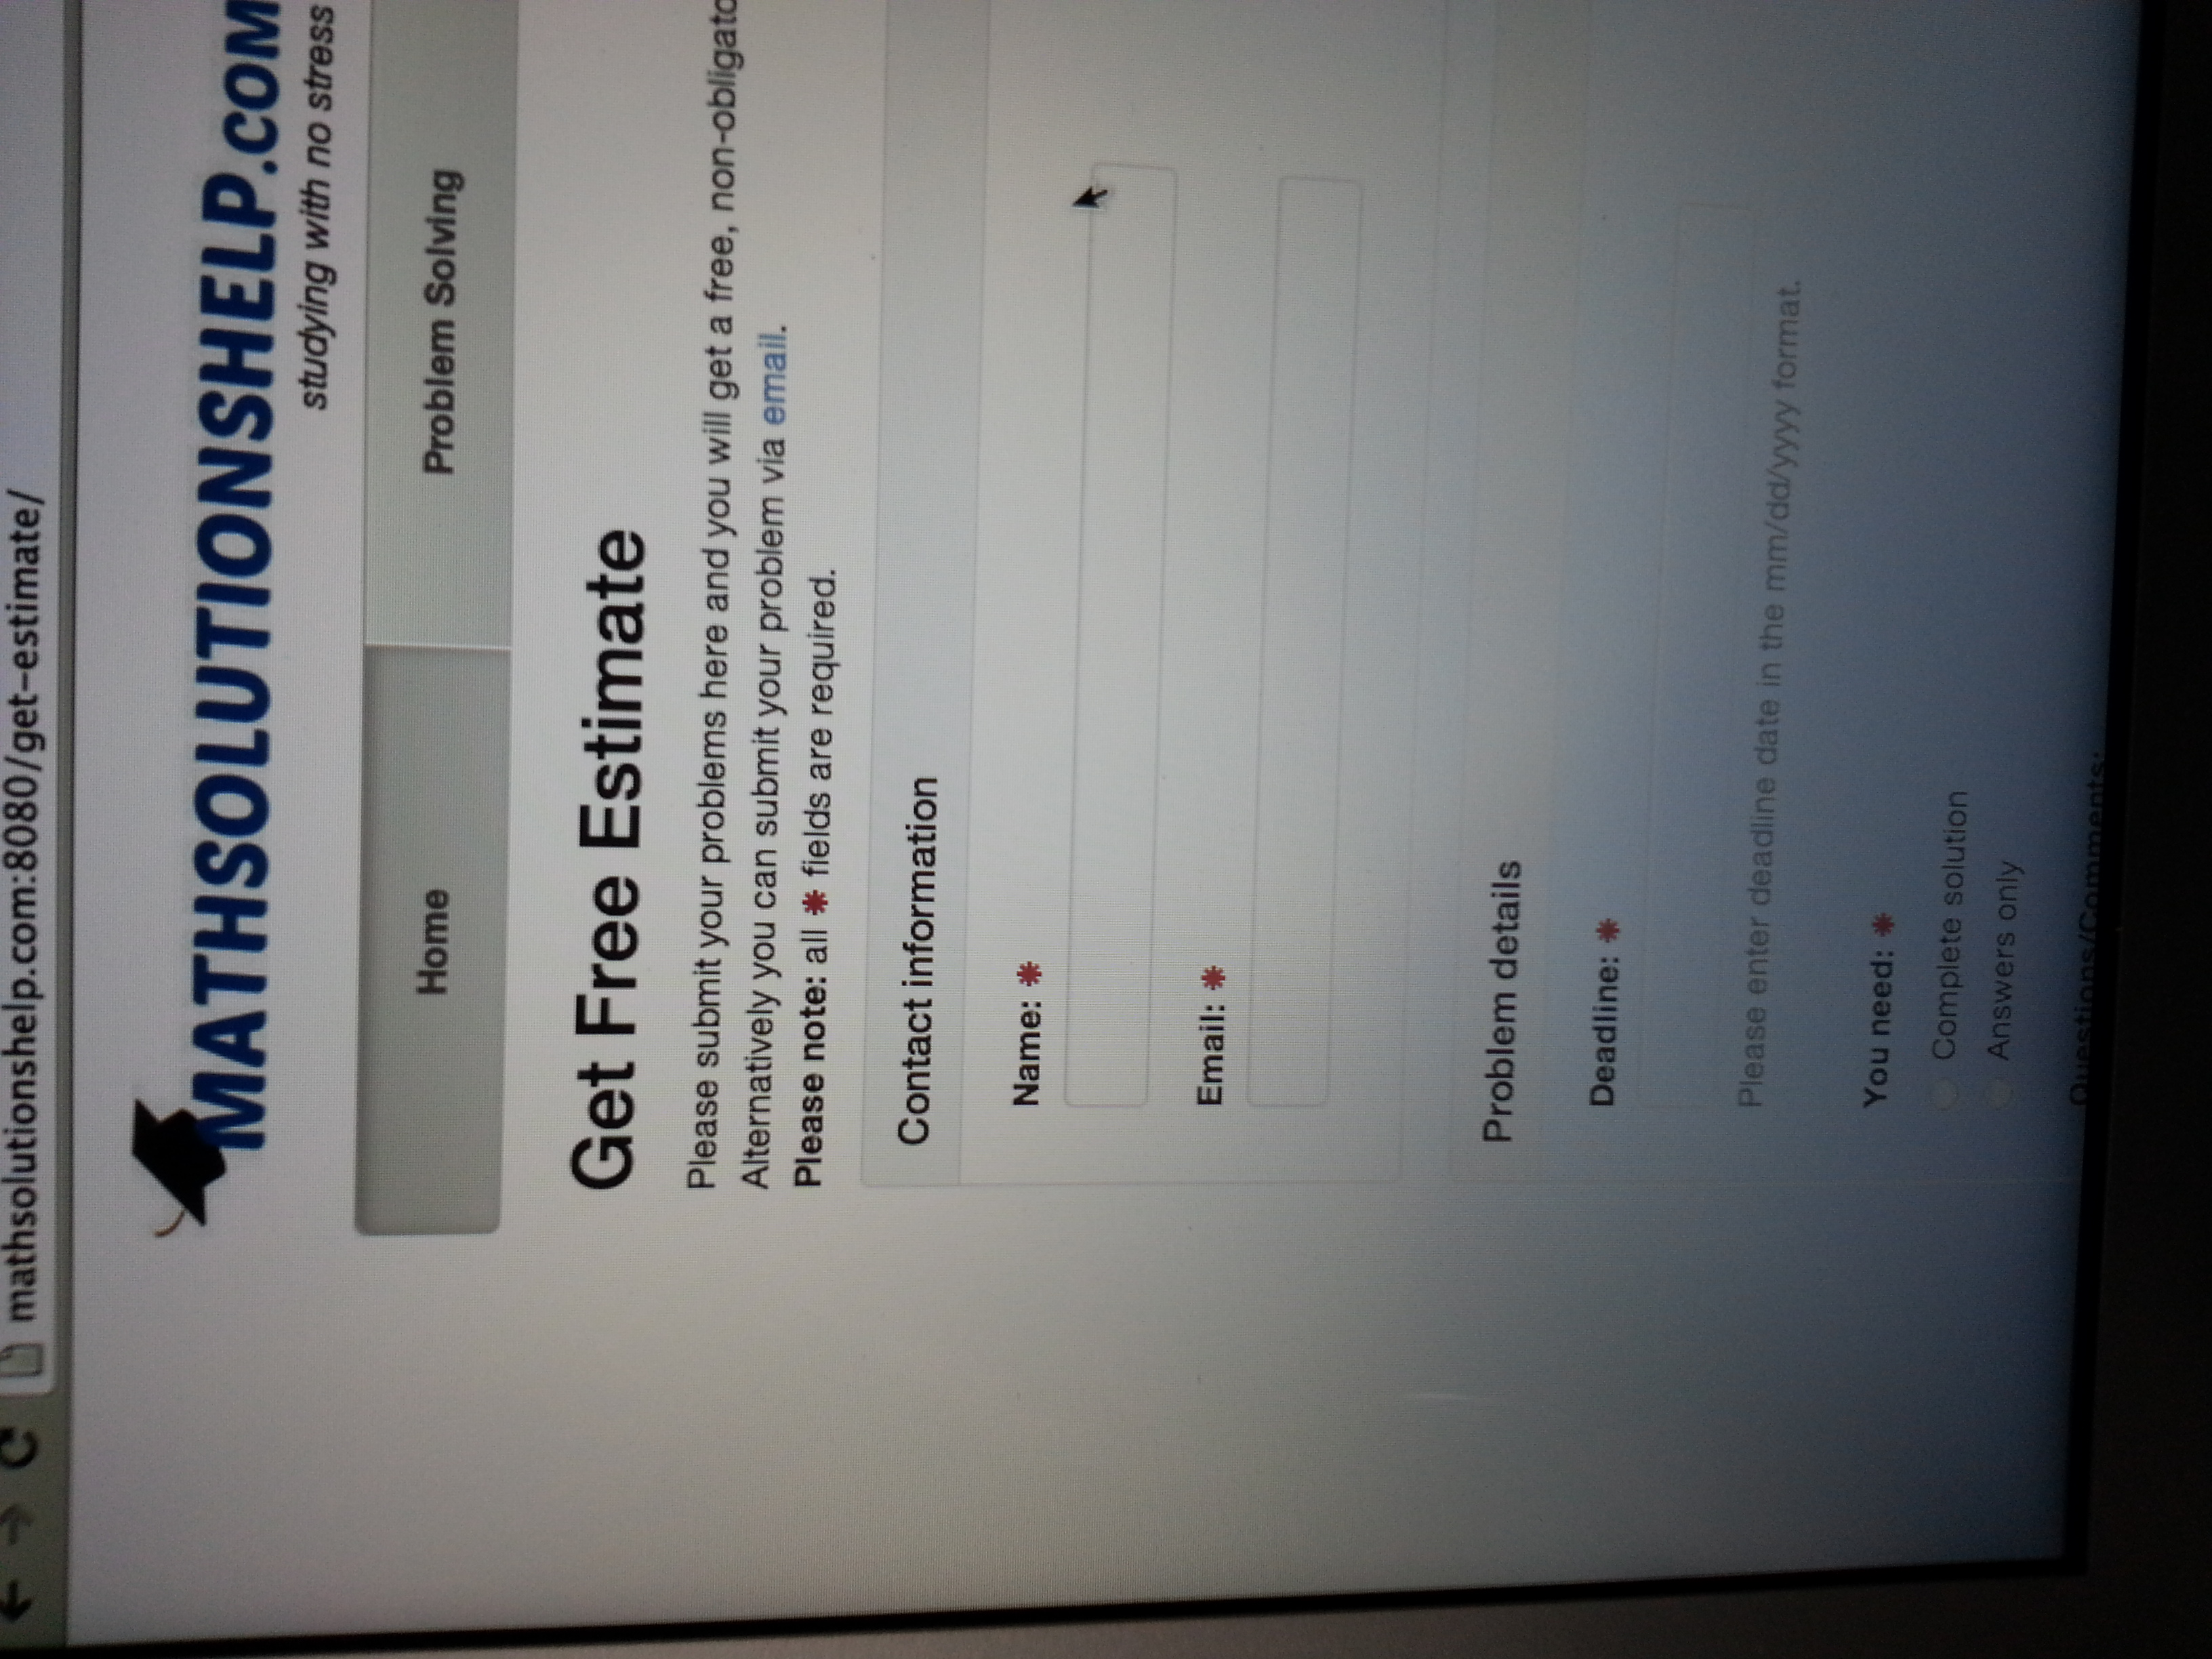 mathsolutionshelp.com:8080/get-estimate/
MATHSOLUTIONSHELP.COM
studying with no stress
Home
Problem Solving
Get Free Estimate
Please submit your problems here and you will get a free,
Alternatively you can submit your problem via email.
Please note: all * fields are required.
Contact information
Name: *
Email: *
Problem details
Deadline: *
Please enter deadline date in the mm/dd/yyyy format.
You need: *
Complete solution
Answers only
Questions/Comments: